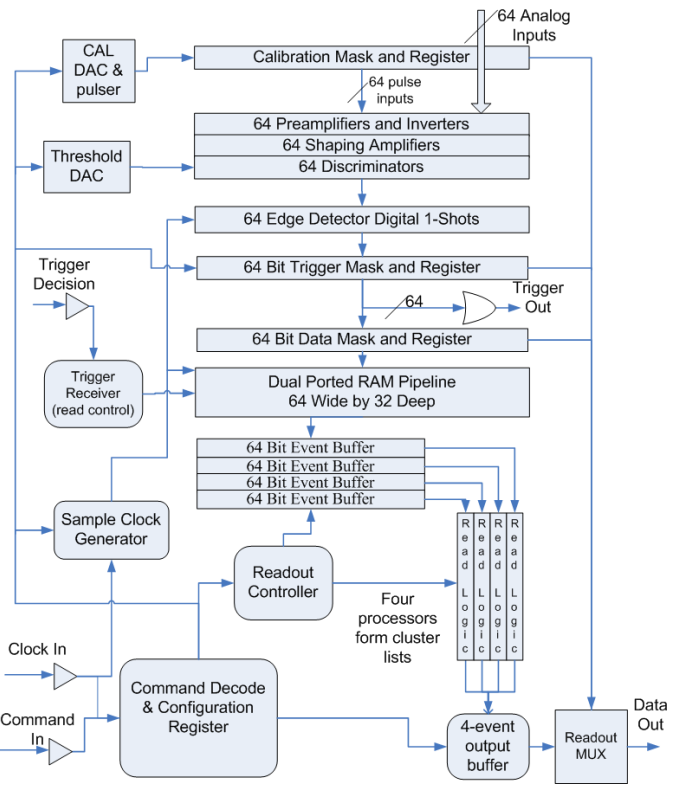 64 Analog
Inputs
CAL
DAC &
pulser
Calibration Mask and Register
64 pulse
inputs
64 Preamplifiers and Inverters
64 Shaping Amplifiers
64 Discriminators
Threshold
DAC
64 Edge Detector Digital 1-Shots
64 Bit Trigger Mask and Register
Trigger
Decision
64
Trigger
Out
64 Bit Data Mask and Register
Trigger
Receiver
(read control)
Dual Ported RAM Pipeline
64 Wide by 32 Deep
64 Bit Event Buffer
64 Bit Event Buffer
64 Bit Event Buffer
64 Bit Event Buffer
Sample Clock
Generator
Read Logic
Read Logic
Read Logic
Read Logic
Readout
Controller
Four
processors
form cluster
lists
Clock In
Command
In
Command Decode
& Configuration
Register
4-event
output
buffer
Readout
MUX
Data
Out